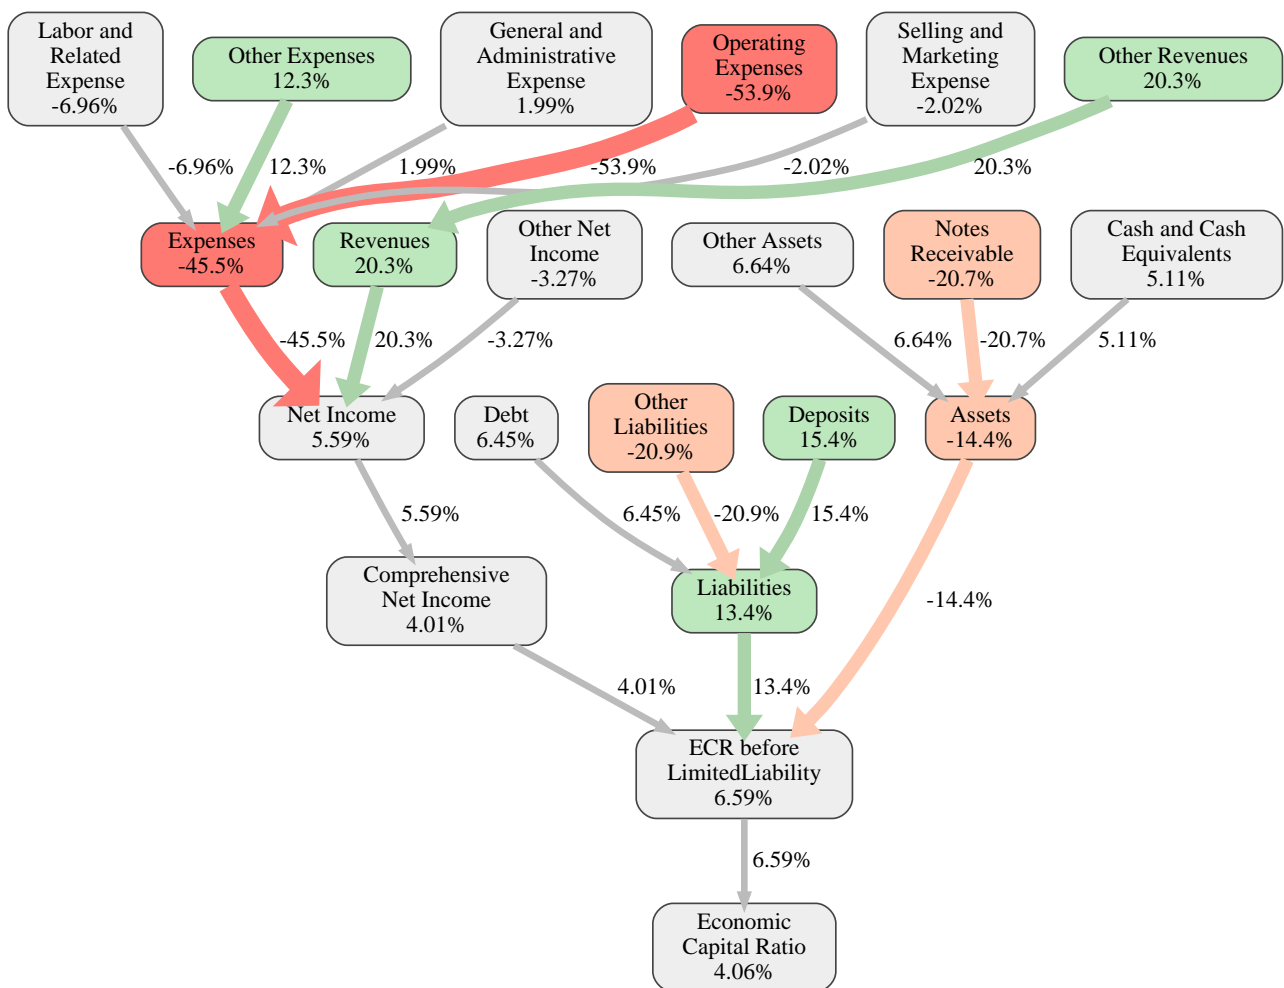 Labor and
Related
Expense
-6.96%
Other Expenses
12.3%
General and
Administrative
Expense
1.99%
Operating
Expenses
-53.9%
Selling and
Marketing
Expense
-2.02%
Other Revenues
20.3%
-6.96%
12.3%
1.99%
-53.9%
-2.02%
20.3%
Expenses
-45.5%
Revenues
20.3%
Other Net
Income
-3.27%
Other Assets
6.64%
Notes
Receivable
-20.7%
Cash and Cash
Equivalents
5.11%
-45.5%
20.3%
-3.27%
6.64%
-20.7%
5.11%
Net Income
5.59%
Debt
6.45%
Other
Liabilities
-20.9%
Deposits
15.4%
Assets
-14.4%
5.59%
6.45%
-20.9%
15.4%
Comprehensive
Net Income
4.01%
Liabilities
13.4%
-14.4%
4.01%
13.4%
ECR before
LimitedLiability
6.59%
6.59%
Economic
Capital Ratio
4.06%